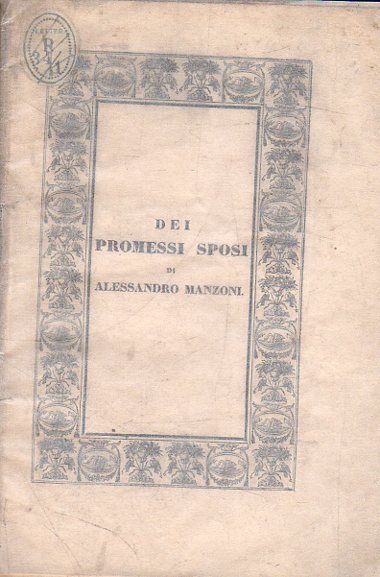 B
DEI
PROMESSI SPOSI
DI
ALESSANDRO MANZONI.